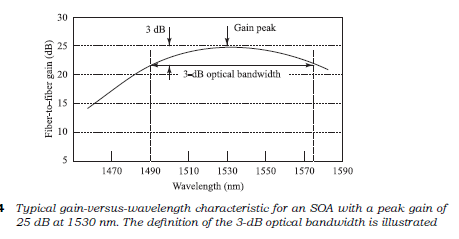 30
3 dB
Gain peak
25
20
3-dB optical bandwidth
15
10
5
Fiber-to-fiber gain (dB)
1470 1490 1510 1530 1550 1570 1590
Wavelength (nm)
4 Typical gain-versus-wavelength characteristic for an SOA with a peak gain of
25 dB at 1530 nm. The definition of the 3-dB optical bandwidth is illustrated